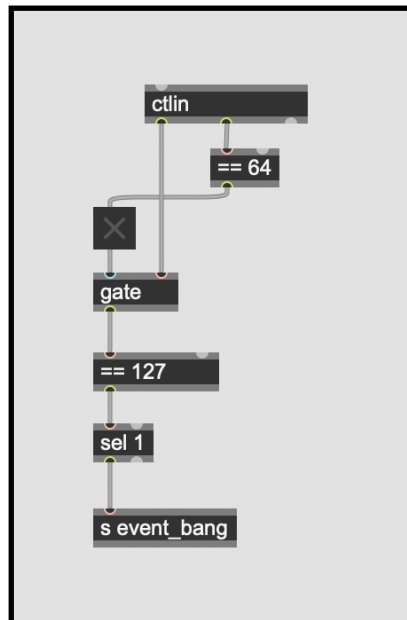 ctlin
== 64
gate
== 127
sel 1
s event_bang